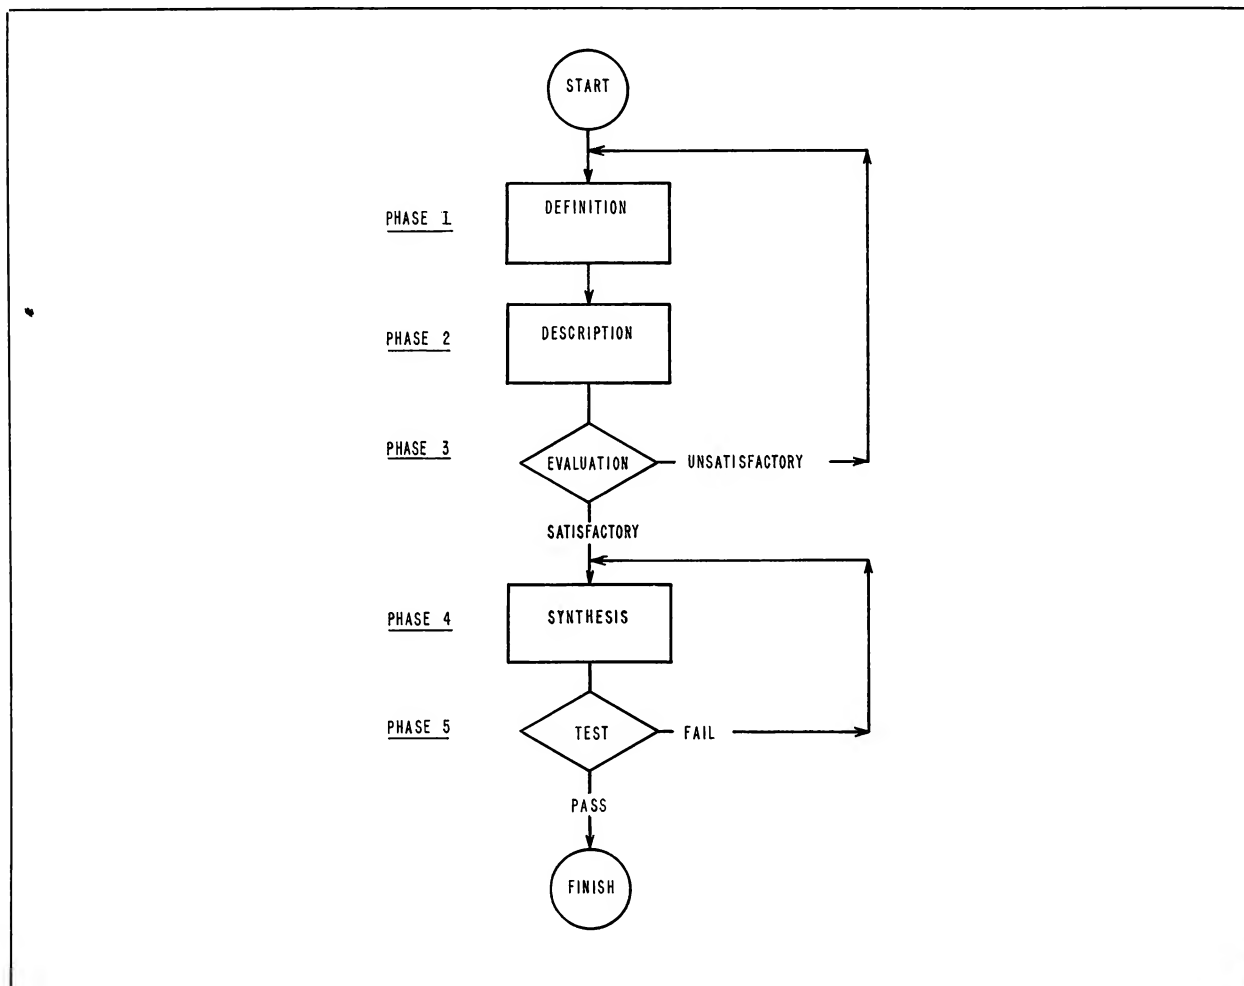 START
PHASE 1
DEFINITION
PHASE 2
DESCRIPTION
PHASE 3
EVALUATION
UNSATISFACTORY
SATISFACTORY
PHASE 4
SYNTHESIS
PHASE 5
TEST
FAIL
PASS
FINISH